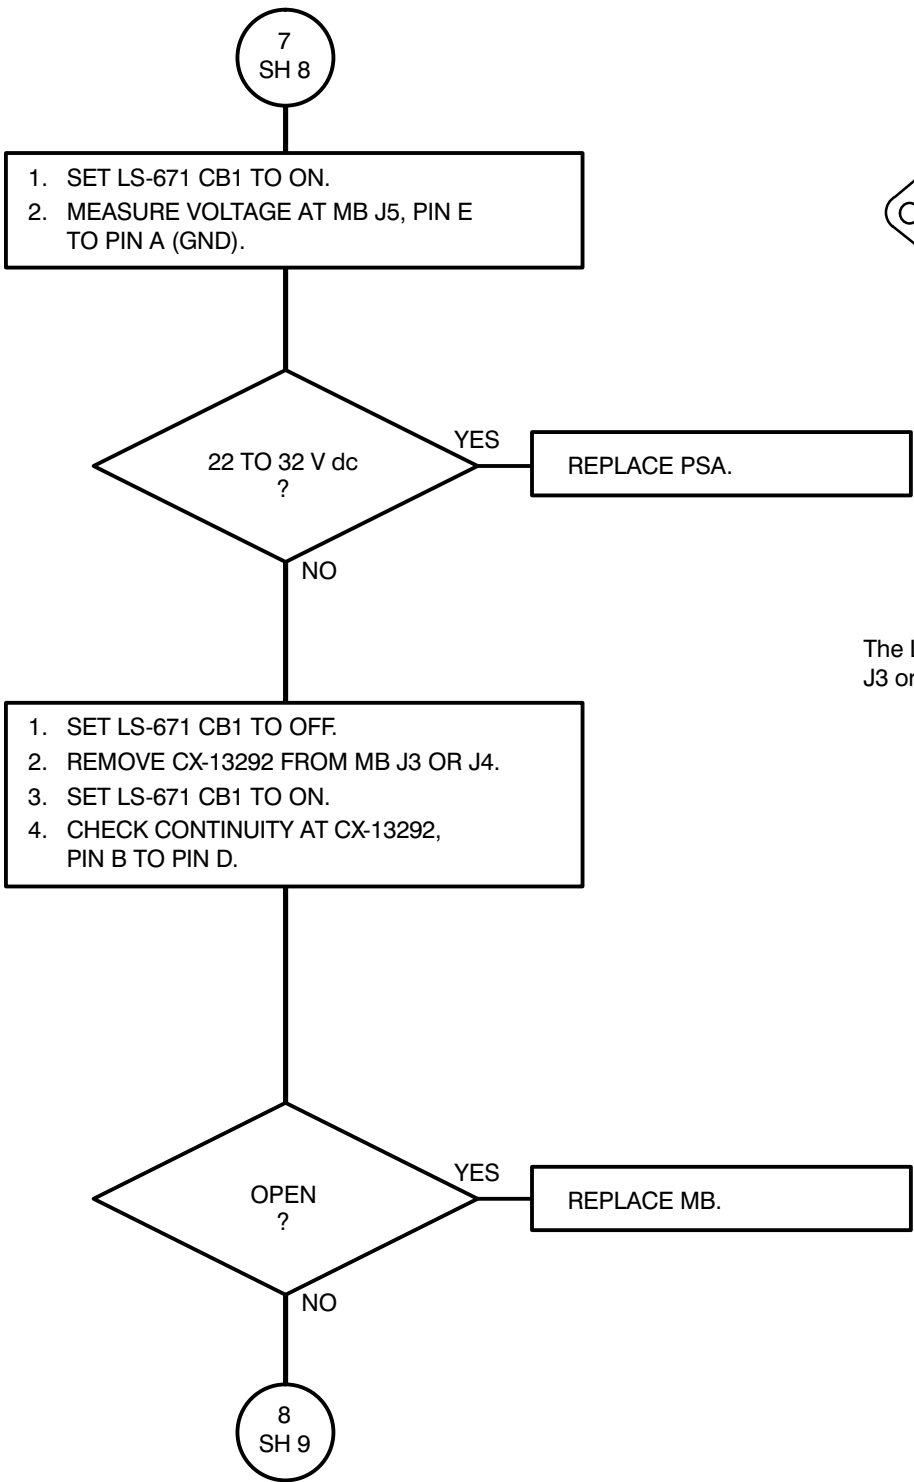 7
SH 8
1. SET LS-671 CB1 TO ON.
2. MEASURE VOLTAGE AT MB J5, PIN E
TO PIN A (GND).
22 TO 32 V dc
?
YES
REPLACE PSA.
NO
The
J3 or
1. SET LS-671 CB1 TO OFF.
2. REMOVE CX-13292 FROM MB J3 OR J4.
3. SET LS-671 CB1 TO ON.
4. CHECK CONTINUITY AT CX-13292,
PIN B TO PIN D.
OPEN
?
YES
REPLACE MB.
NO
8
SH 9